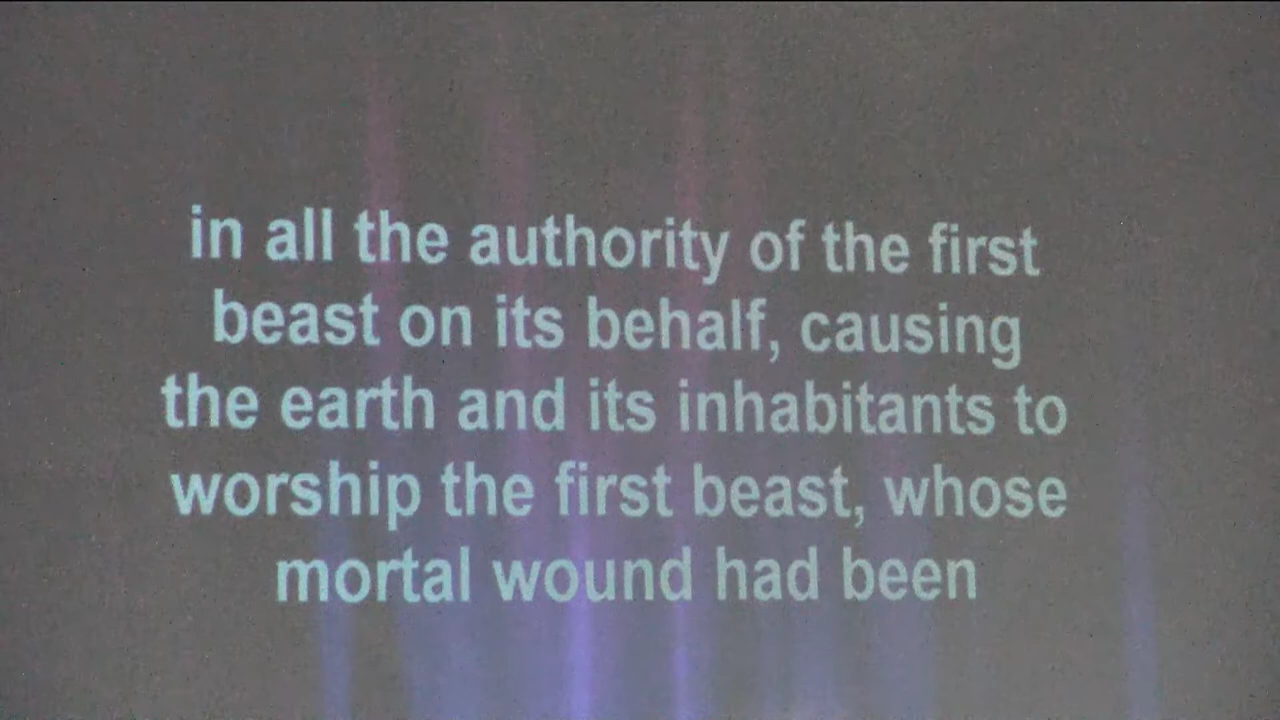 in all the authority of the first
beast on its behalf, causing
the earth and its inhabitants to
worship the first beast, whose
mortal wound had been